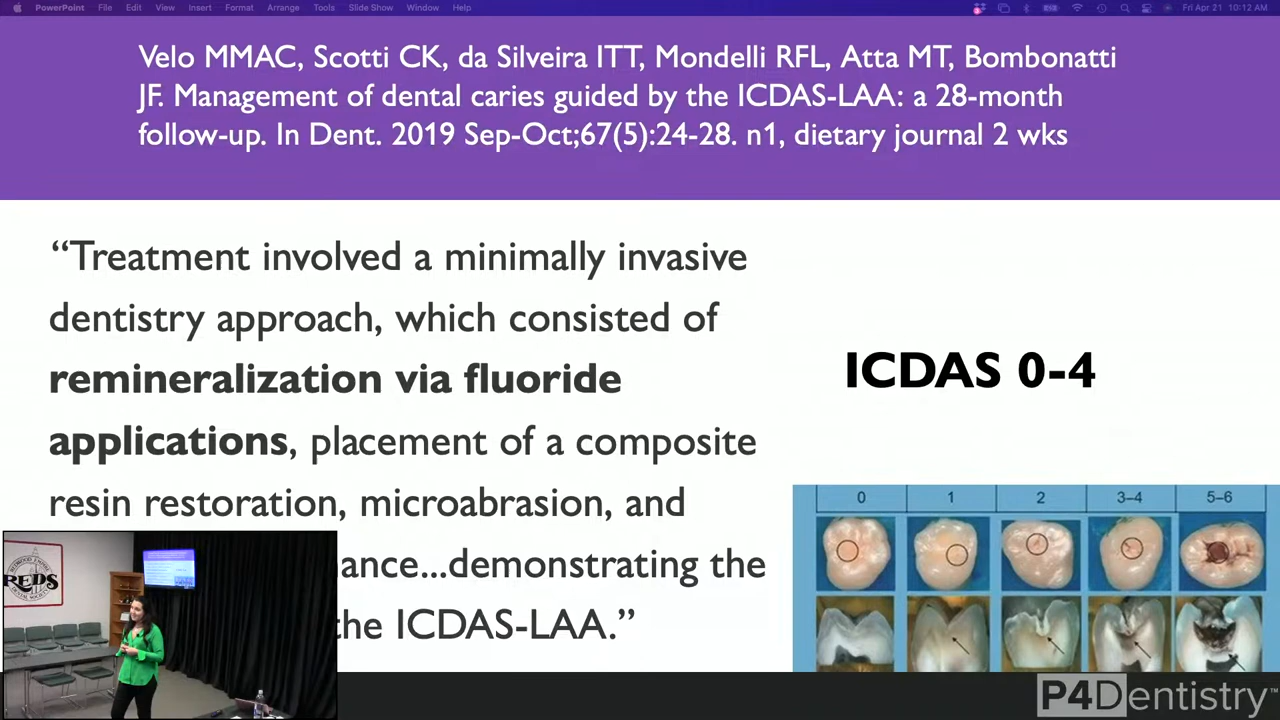 PowerPoint File Edit View Insert Format Arrange Tools Slide Show Window Help Fri Apr 21 10:12 AM
Velo MMAC, Scotti CK, da Silveira ITT, Mondelli RFL, Atta MT, Bombonatti
JF. Management of dental caries guided by the ICDAS-LAA: a 28-month
follow-up. In Dent. 2019 Sep-Oct;67(5):24-28. n1, dietary journal 2 wks
“Treatment involved a minimally invasive
dentistry approach, which consisted of
remineralization via fluoride
applications, placement of a composite
resin restoration, microabrasion, and
ance...demonstrating the
the ICDAS-LAA.”
ICDAS 0-4
0 1 2 3–4 5–6
REDS
P4Dentistry™